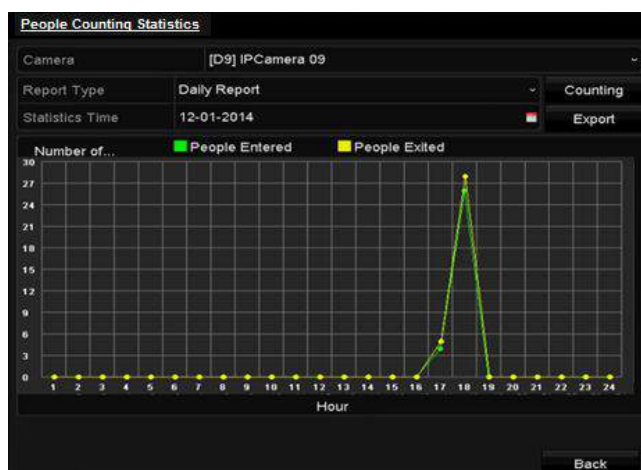 People Counting Statistics
Camera [D9] IPCamera 09
Report Type Daily Report Counting
Statistics Time 12-01-2014 Export
Number of... People Entered People Exited
30
27
24
21
18
15
12
9
6
3
0
1 2 3 4 5 6 7 8 9 10 11 12 13 14 15 16 17 18 19 20 21 22 23 24
Hour
Back